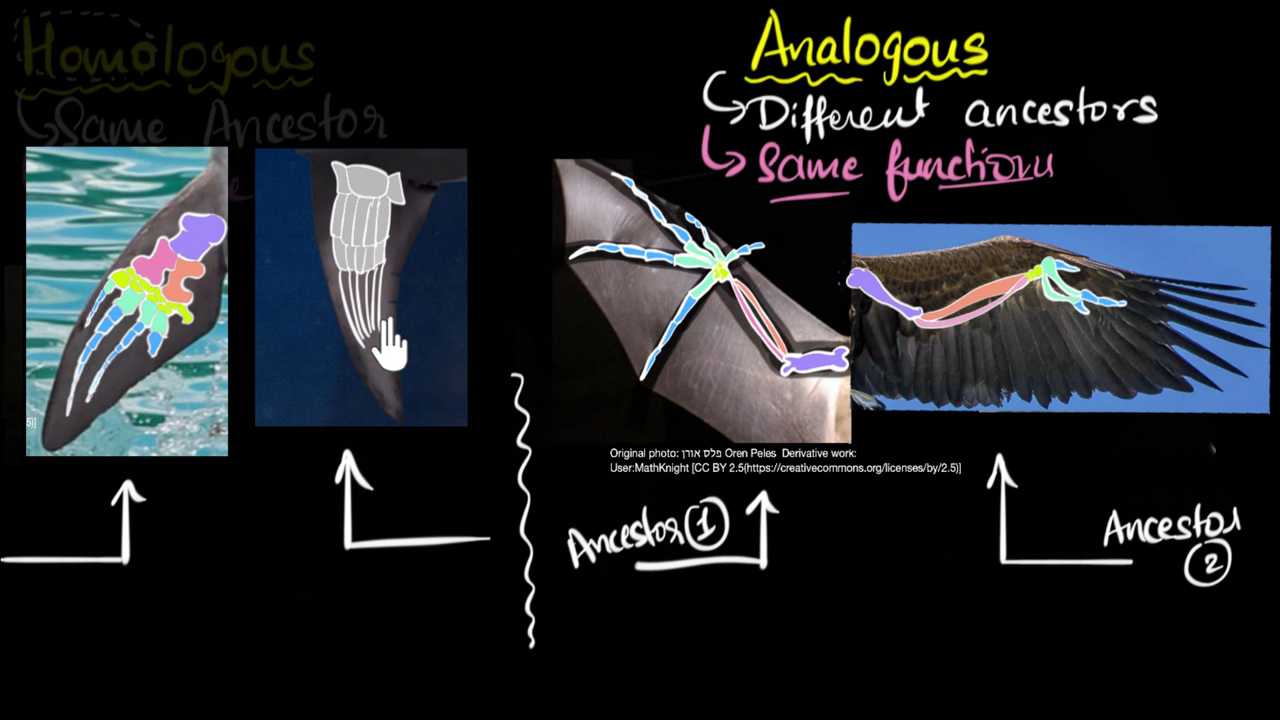 Homologous
Same Ancestor
Analogous
Different ancestors
Same function
5)]
Original photo: פלס אורן Oren Peles Derivative work:
User:MathKnight [CC BY 2.5(https://creativecommons.org/licenses/by/2.5)]
Ancestor 1
Ancestor
2